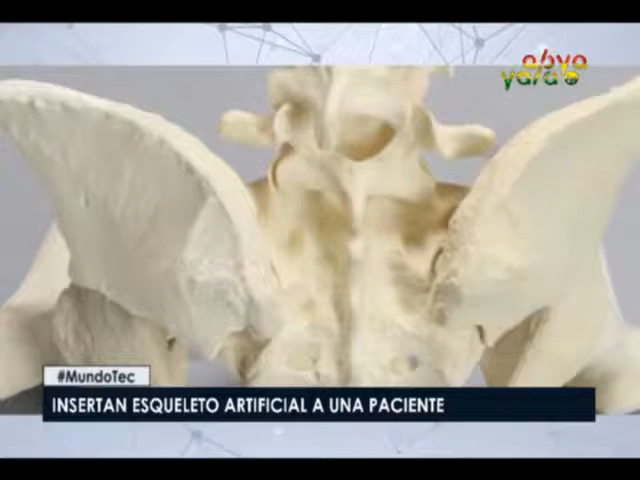 abya
yala
#MundoTec
INSERTAN ESQUELETO ARTIFICIAL A UNA PACIENTE